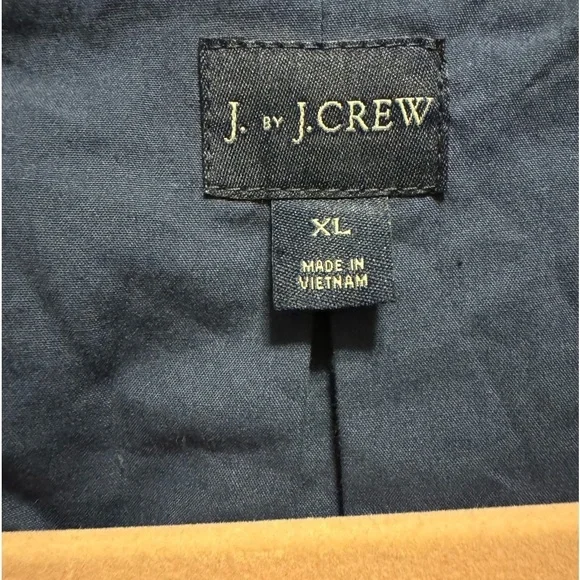 J. BY J.CREW
XL
MADE IN
VIETNAM